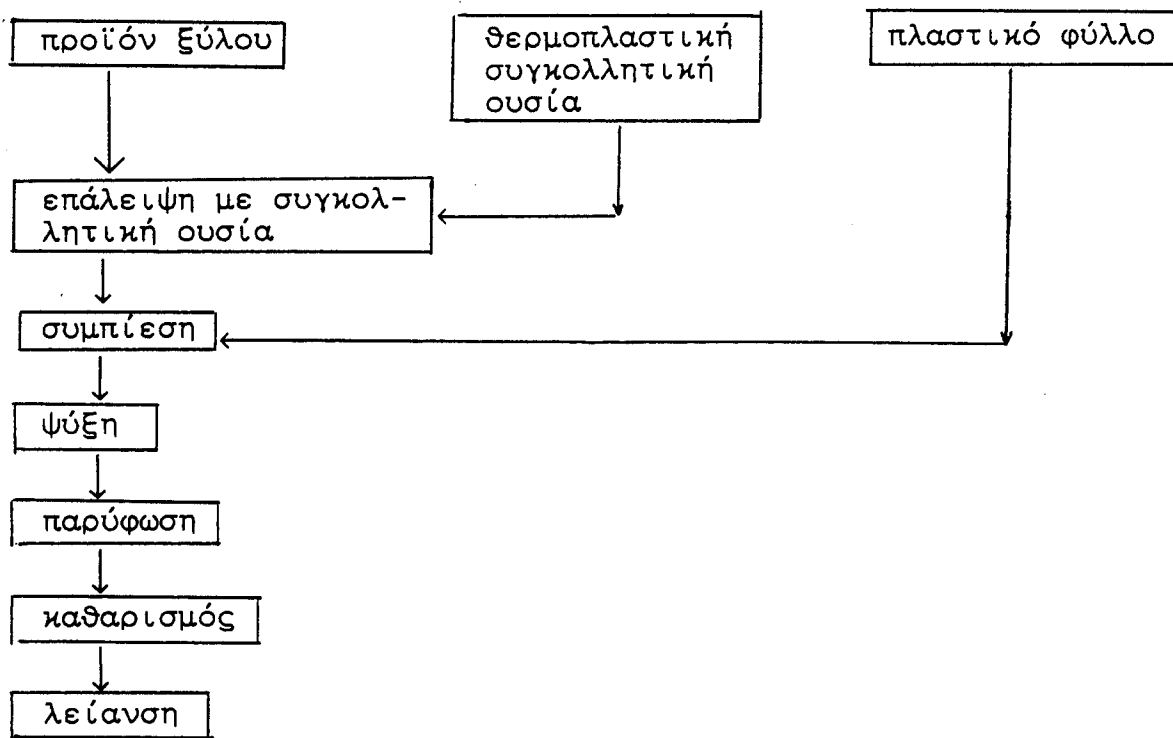 προϊόν ξύλου
θερμοπλαστική
συγκολλητική
ουσία
πλαστικό φύλλο
επάλειψη με συγκολ-
λητική ουσία
συμπίεση
ψύξη
παρύφωση
καθαρισμός
λείανση